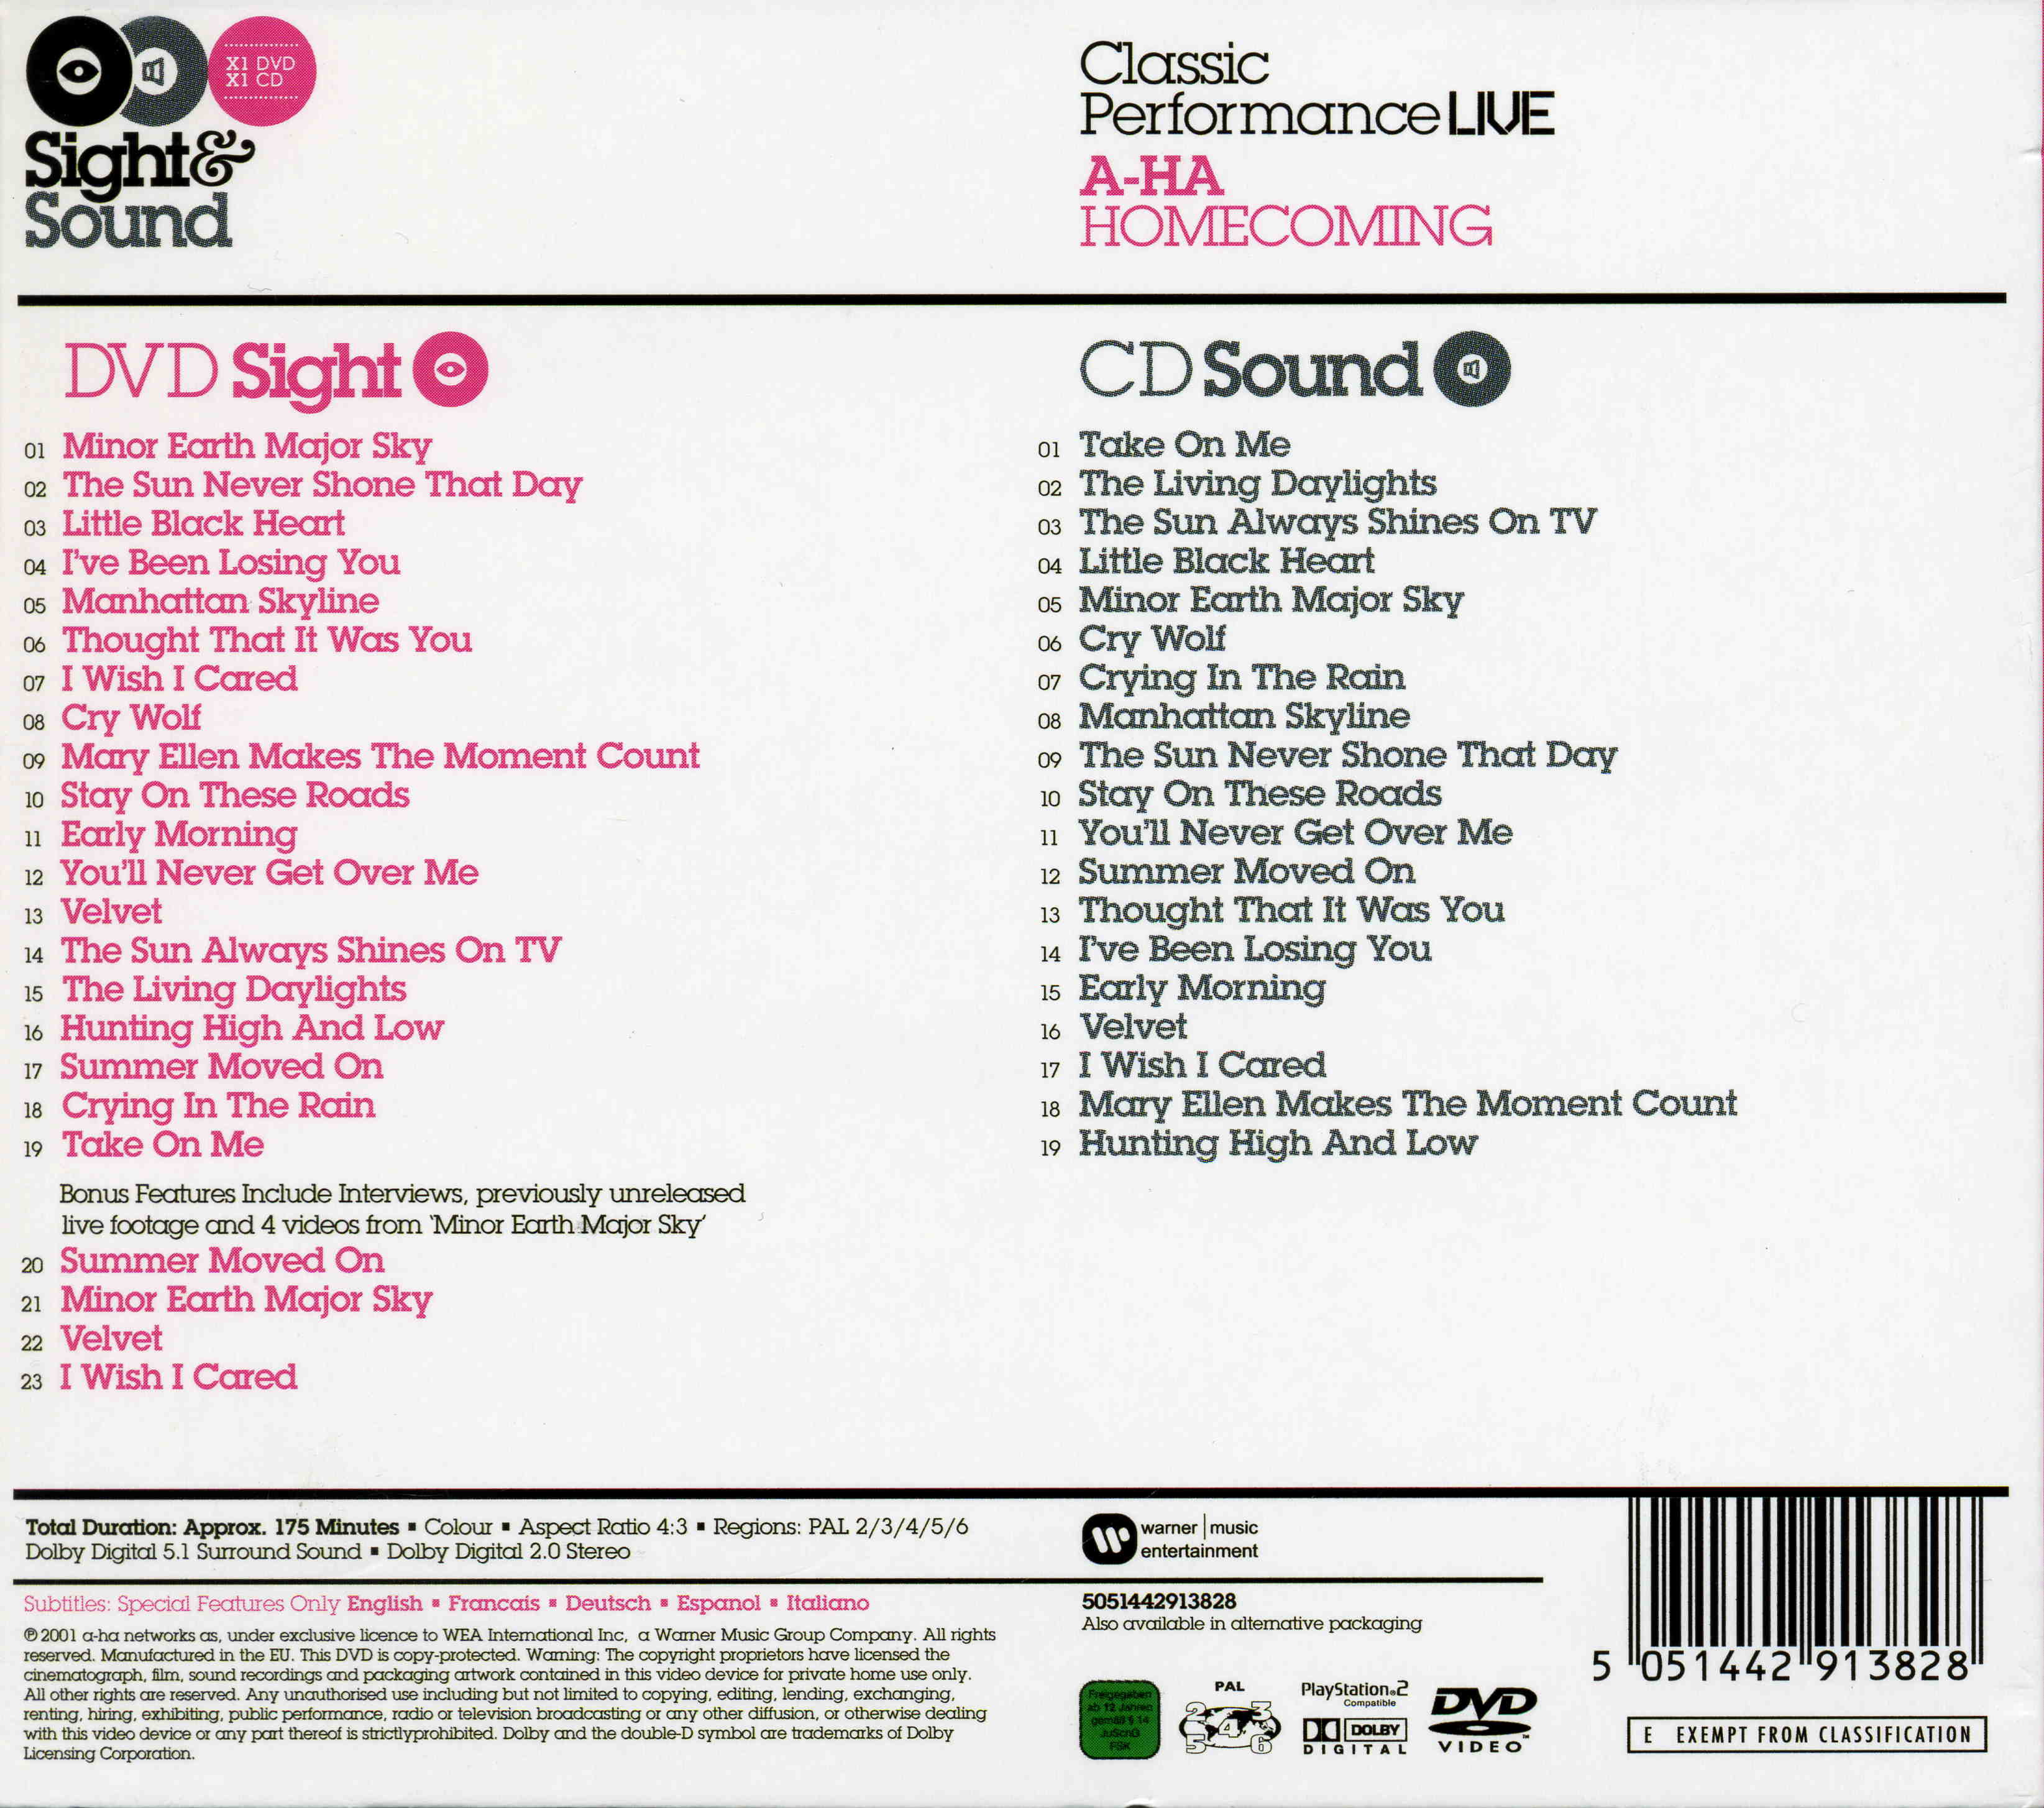 X1 DVD
X1 CD
Sight&
Sound
Classic
Performance LIVE
A-HA
HOMECOMING
DVD Sight
01 Minor Earth Major Sky
02 The Sun Never Shone That Day
03 Little Black Heart
04 I've Been Losing You
05 Manhattan Skyline
06 Thought That It Was You
07 I Wish I Cared
08 Cry Wolf
09 Mary Ellen Makes The Moment Count
10 Stay On These Roads
11 Early Morning
12 You'll Never Get Over Me
13 Velvet
14 The Sun Always Shines On TV
15 The Living Daylights
16 Hunting High And Low
17 Summer Moved On
18 Crying In The Rain
19 Take On Me
Bonus Features Include Interviews, previously unreleased
live footage and 4 videos from 'Minor Earth Major Sky'
20 Summer Moved On
21 Minor Earth Major Sky
22 Velvet
23 I Wish I Cared
CD Sound
01 Take On Me
02 The Living Daylights
03 The Sun Always Shines On TV
04 Little Black Heart
05 Minor Earth Major Sky
06 Cry Wolf
07 Crying In The Rain
08 Manhattan Skyline
09 The Sun Never Shone That Day
10 Stay On These Roads
11 You'll Never Get Over Me
12 Summer Moved On
13 Thought That It Was You
14 I've Been Losing You
15 Early Morning
16 Velvet
17 I Wish I Cared
18 Mary Ellen Makes The Moment Count
19 Hunting High And Low
Total Duration: Approx. 175 Minutes ▪ Colour ▪ Aspect Ratio 4:3 ▪ Regions: PAL 2/3/4/5/6
Dolby Digital 5.1 Surround Sound ▪ Dolby Digital 2.0 Stereo
Subtitles: Special Features Only English ▪ Francais ▪ Deutsch ▪ Espanol ▪ Italiano
℗ 2001 a-ha networks as, under exclusive licence to WEA International Inc, a Warner Music Group Company. All rights
reserved. Manufactured in the EU. This DVD is copy-protected. Warning: The copyright proprietors have licensed the
cinematograph, film, sound recordings and packaging artwork contained in this video device for private home use only.
All other rights are reserved. Any unauthorised use including but not limited to copying, editing, lending, exchanging,
renting, hiring, exhibiting, public performance, radio or television broadcasting or any other diffusion, or otherwise dealing
with this video device or any part thereof is strictlyprohibited. Dolby and the double-D symbol are trademarks of Dolby
Licensing Corporation.
warner music
entertainment
5051442913828
Also available in alternative packaging
Freigegeben
ab 12 Jahren
gemäß § 14
JuSchG
FSK
PAL
2 3
4
5 6
PlayStation®2
Compatible
DOLBY
DIGITAL
DVD
VIDEO™
5 051442 913828
E EXEMPT FROM CLASSIFICATION